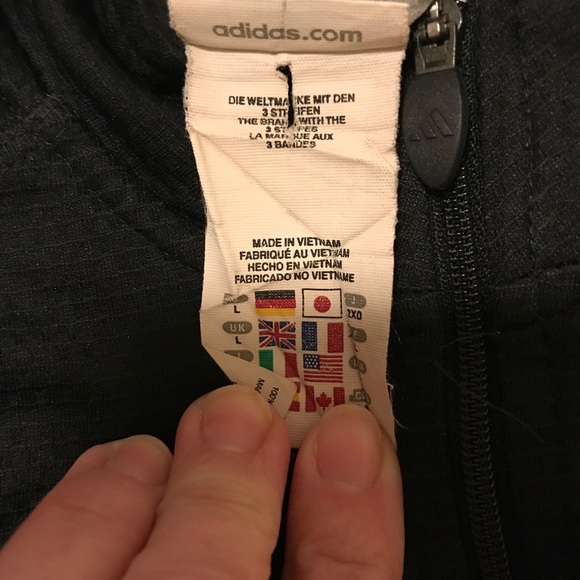 adidas.com
DIE WELTMARKE MIT DEN
3 STREIFEN
THE BRAND WITH THE
3 STRIPES
LA MARQUE AUX
3 BANDES
MADE IN VIETNAM
FABRIQUÉ AU VIETNAM
HECHO EN VIETNAM
FABRICADO NO VIETNAME
L
J
2XO
UK
L
100%